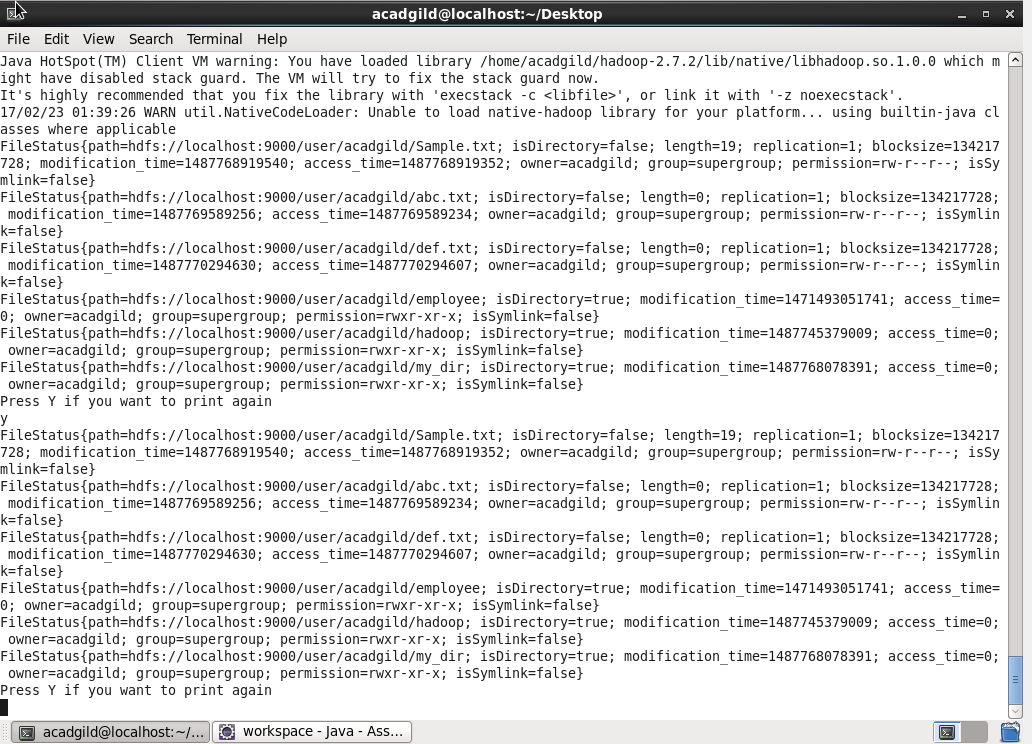 acadgild@localhost:~/Desktop
File Edit View Search Terminal Help
Java HotSpot(TM) Client VM warning: You have loaded library /home/acadgild/hadoop-2.7.2/lib/native/libhadoop.so.1.0.0 which m
ight have disabled stack guard. The VM will try to fix the stack guard now.
It's highly recommended that you fix the library with 'execstack -c <libfile>', or link it with '-z noexecstack'.
17/02/23 01:39:26 WARN util.NativeCodeLoader: Unable to load native-hadoop library for your platform... using builtin-java cl
asses where applicable
FileStatus{path=hdfs://localhost:9000/user/acadgild/Sample.txt; isDirectory=false; length=19; replication=1; blocksize=134217
728; modification_time=1487768919540; access_time=1487768919352; owner=acadgild; group=supergroup; permission=rw-r--r--; isSy
mlink=false}
FileStatus{path=hdfs://localhost:9000/user/acadgild/abc.txt; isDirectory=false; length=0; replication=1; blocksize=134217728;
 modification_time=1487769589256; access_time=1487769589234; owner=acadgild; group=supergroup; permission=rw-r--r--; isSymlin
k=false}
FileStatus{path=hdfs://localhost:9000/user/acadgild/def.txt; isDirectory=false; length=0; replication=1; blocksize=134217728;
 modification_time=1487770294630; access_time=1487770294607; owner=acadgild; group=supergroup; permission=rw-r--r--; isSymlin
k=false}
FileStatus{path=hdfs://localhost:9000/user/acadgild/employee; isDirectory=true; modification_time=1471493051741; access_time=
0; owner=acadgild; group=supergroup; permission=rwxr-xr-x; isSymlink=false}
FileStatus{path=hdfs://localhost:9000/user/acadgild/hadoop; isDirectory=true; modification_time=1487745379009; access_time=0;
 owner=acadgild; group=supergroup; permission=rwxr-xr-x; isSymlink=false}
FileStatus{path=hdfs://localhost:9000/user/acadgild/my_dir; isDirectory=true; modification_time=1487768078391; access_time=0;
 owner=acadgild; group=supergroup; permission=rwxr-xr-x; isSymlink=false}
Press Y if you want to print again
y
FileStatus{path=hdfs://localhost:9000/user/acadgild/Sample.txt; isDirectory=false; length=19; replication=1; blocksize=134217
728; modification_time=1487768919540; access_time=1487768919352; owner=acadgild; group=supergroup; permission=rw-r--r--; isSy
mlink=false}
FileStatus{path=hdfs://localhost:9000/user/acadgild/abc.txt; isDirectory=false; length=0; replication=1; blocksize=134217728;
 modification_time=1487769589256; access_time=1487769589234; owner=acadgild; group=supergroup; permission=rw-r--r--; isSymlin
k=false}
FileStatus{path=hdfs://localhost:9000/user/acadgild/def.txt; isDirectory=false; length=0; replication=1; blocksize=134217728;
 modification_time=1487770294630; access_time=1487770294607; owner=acadgild; group=supergroup; permission=rw-r--r--; isSymlin
k=false}
FileStatus{path=hdfs://localhost:9000/user/acadgild/employee; isDirectory=true; modification_time=1471493051741; access_time=
0; owner=acadgild; group=supergroup; permission=rwxr-xr-x; isSymlink=false}
FileStatus{path=hdfs://localhost:9000/user/acadgild/hadoop; isDirectory=true; modification_time=1487745379009; access_time=0;
 owner=acadgild; group=supergroup; permission=rwxr-xr-x; isSymlink=false}
FileStatus{path=hdfs://localhost:9000/user/acadgild/my_dir; isDirectory=true; modification_time=1487768078391; access_time=0;
 owner=acadgild; group=supergroup; permission=rwxr-xr-x; isSymlink=false}
Press Y if you want to print again
acadgild@localhost:~/... workspace - Java - Ass...